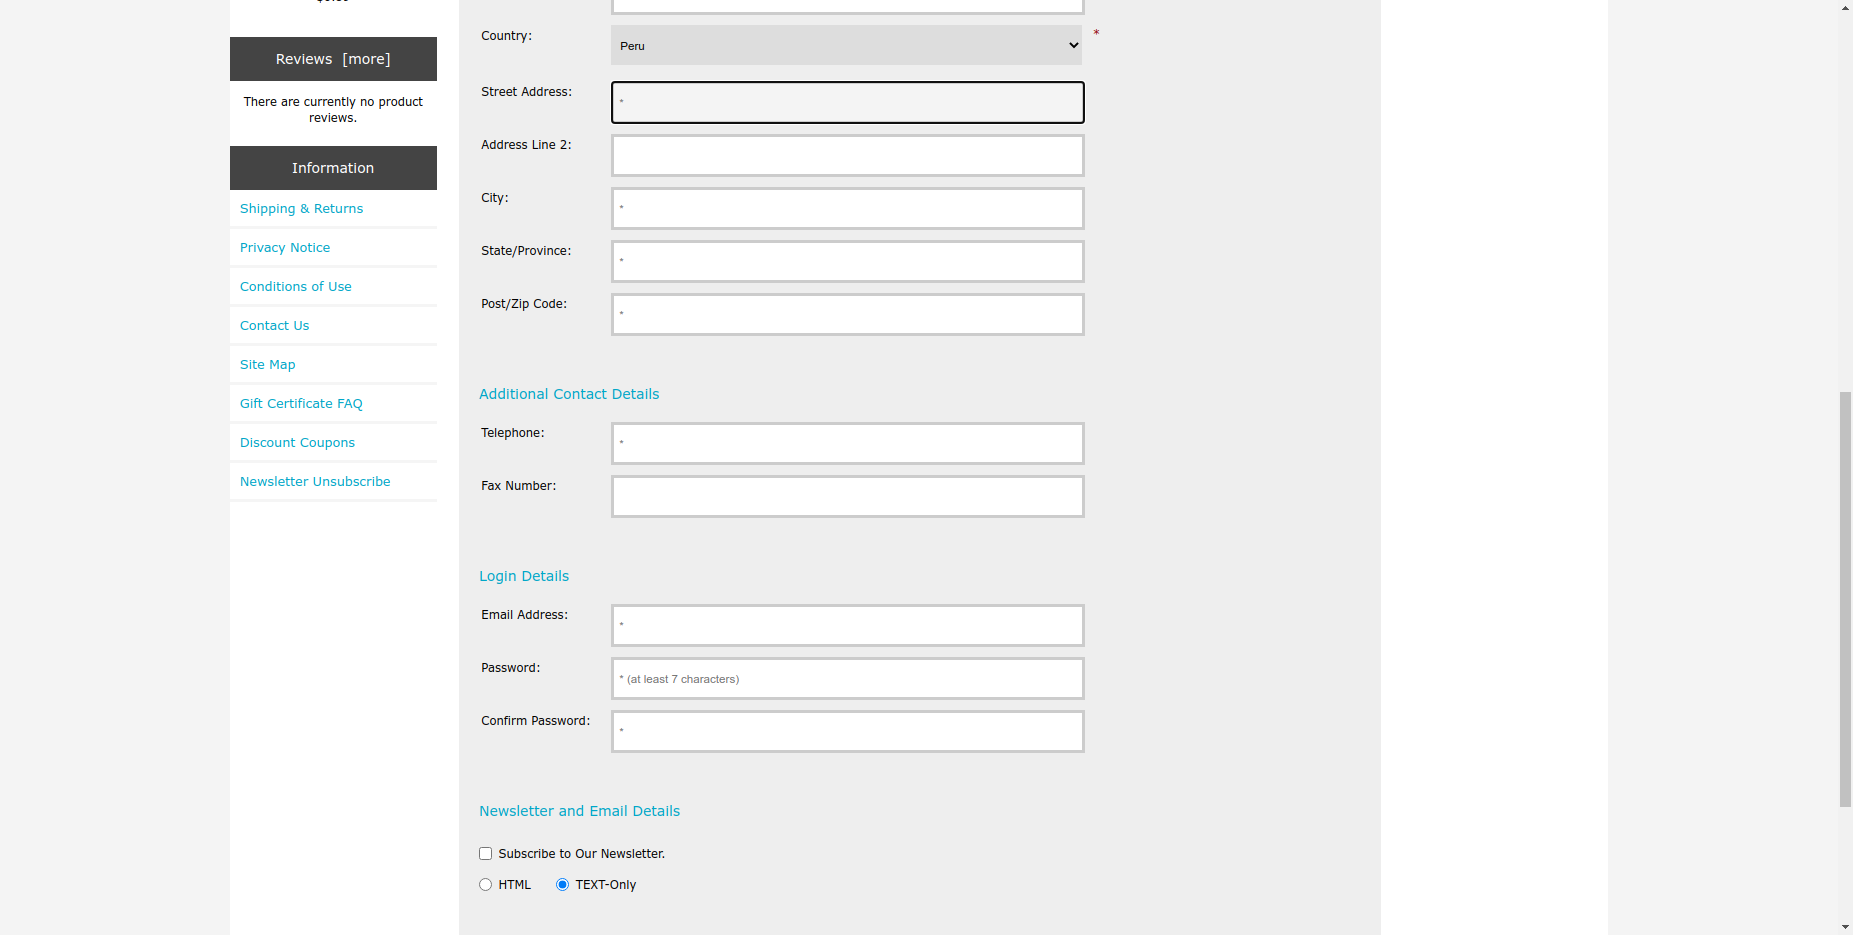 Reviews  [more]
There are currently no product
reviews.
Information
Shipping & Returns
Privacy Notice
Conditions of Use
Contact Us
Site Map
Gift Certificate FAQ
Discount Coupons
Newsletter Unsubscribe
Country:
Peru
*
Street Address:
*
Address Line 2:
City:
*
State/Province:
*
Post/Zip Code:
*
Additional Contact Details
Telephone:
*
Fax Number:
Login Details
Email Address:
*
Password:
* (at least 7 characters)
Confirm Password:
*
Newsletter and Email Details
Subscribe to Our Newsletter.
HTML
TEXT-Only